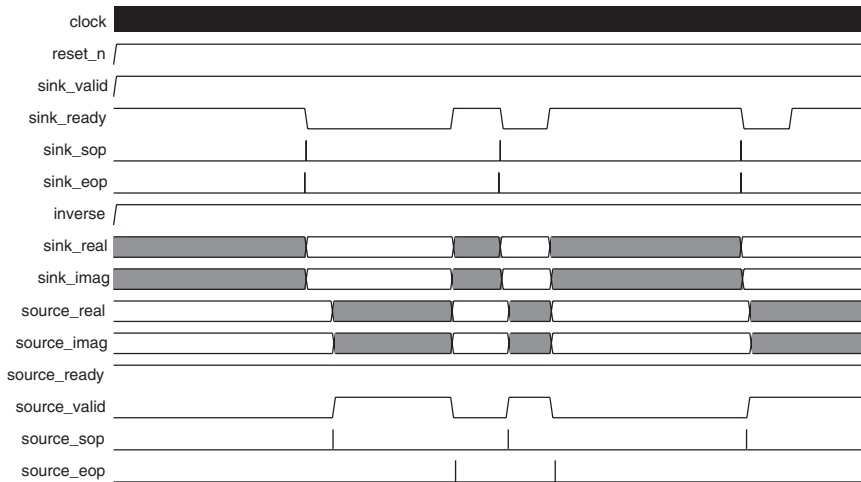 clock
reset_n
sink_valid
sink_ready
sink_sop
sink_eop
inverse
sink_real
sink_imag
source_real
source_imag
source_ready
source_valid
source_sop
source_eop